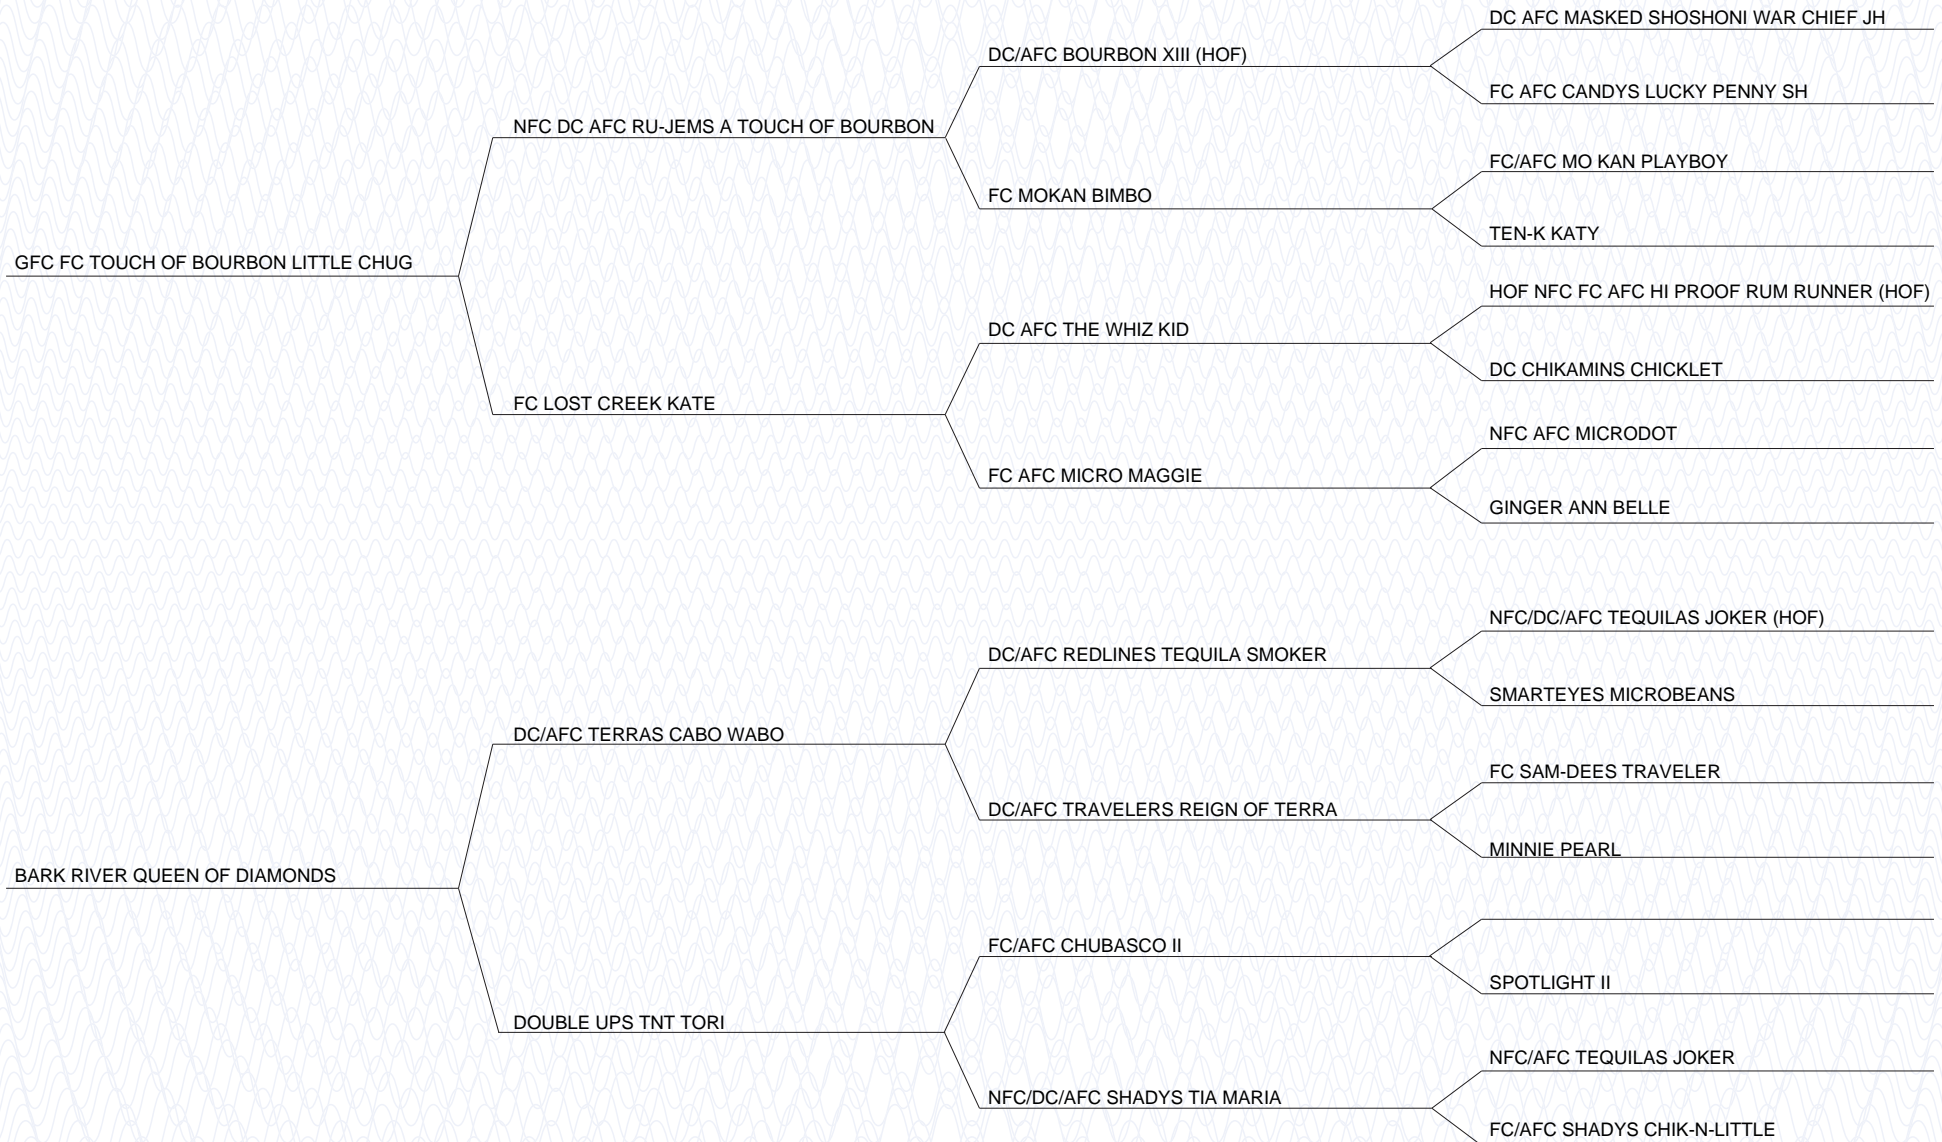 DC AFC MASKED SHOSHONI WAR CHIEF JH
DC/AFC BOURBON XIII (HOF)
FC AFC CANDYS LUCKY PENNY SH
NFC DC AFC RU-JEMS A TOUCH OF BOURBON
FC/AFC MO KAN PLAYBOY
FC MOKAN BIMBO
TEN-K KATY
GFC FC TOUCH OF BOURBON LITTLE CHUG
HOF NFC FC AFC HI PROOF RUM RUNNER (HOF)
DC AFC THE WHIZ KID
DC CHIKAMINS CHICKLET
FC LOST CREEK KATE
NFC AFC MICRODOT
FC AFC MICRO MAGGIE
GINGER ANN BELLE
NFC/DC/AFC TEQUILAS JOKER (HOF)
DC/AFC REDLINES TEQUILA SMOKER
SMARTEYES MICROBEANS
DC/AFC TERRAS CABO WABO
FC SAM-DEES TRAVELER
DC/AFC TRAVELERS REIGN OF TERRA
MINNIE PEARL
BARK RIVER QUEEN OF DIAMONDS
FC/AFC CHUBASCO II
SPOTLIGHT II
DOUBLE UPS TNT TORI
NFC/AFC TEQUILAS JOKER
NFC/DC/AFC SHADYS TIA MARIA
FC/AFC SHADYS CHIK-N-LITTLE